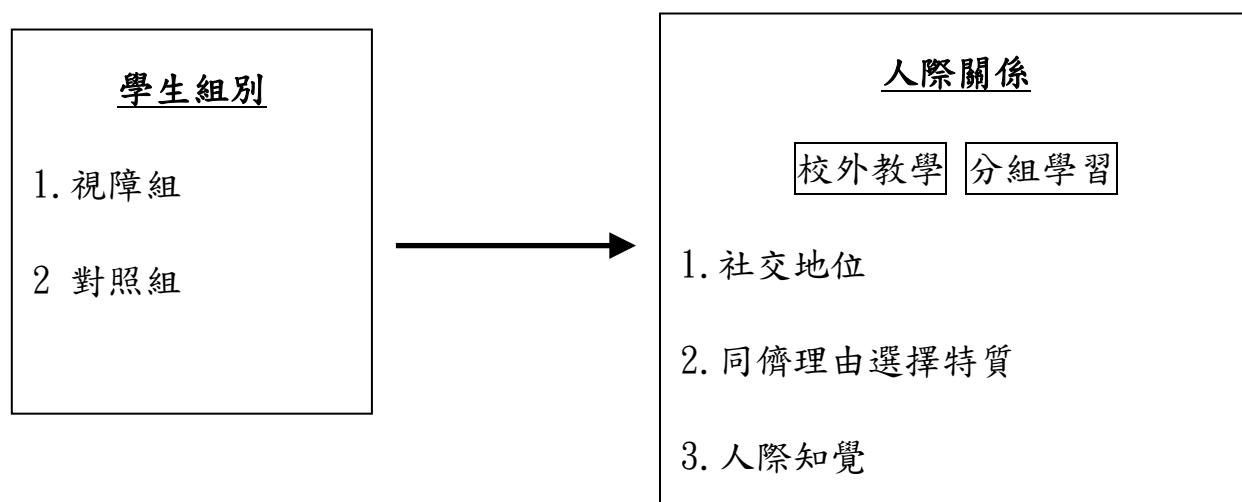 學生組別
1.視障組
2 對照組
人際關係
校外教學 分組學習
1.社交地位
2.同儕理由選擇特質
3.人際知覺